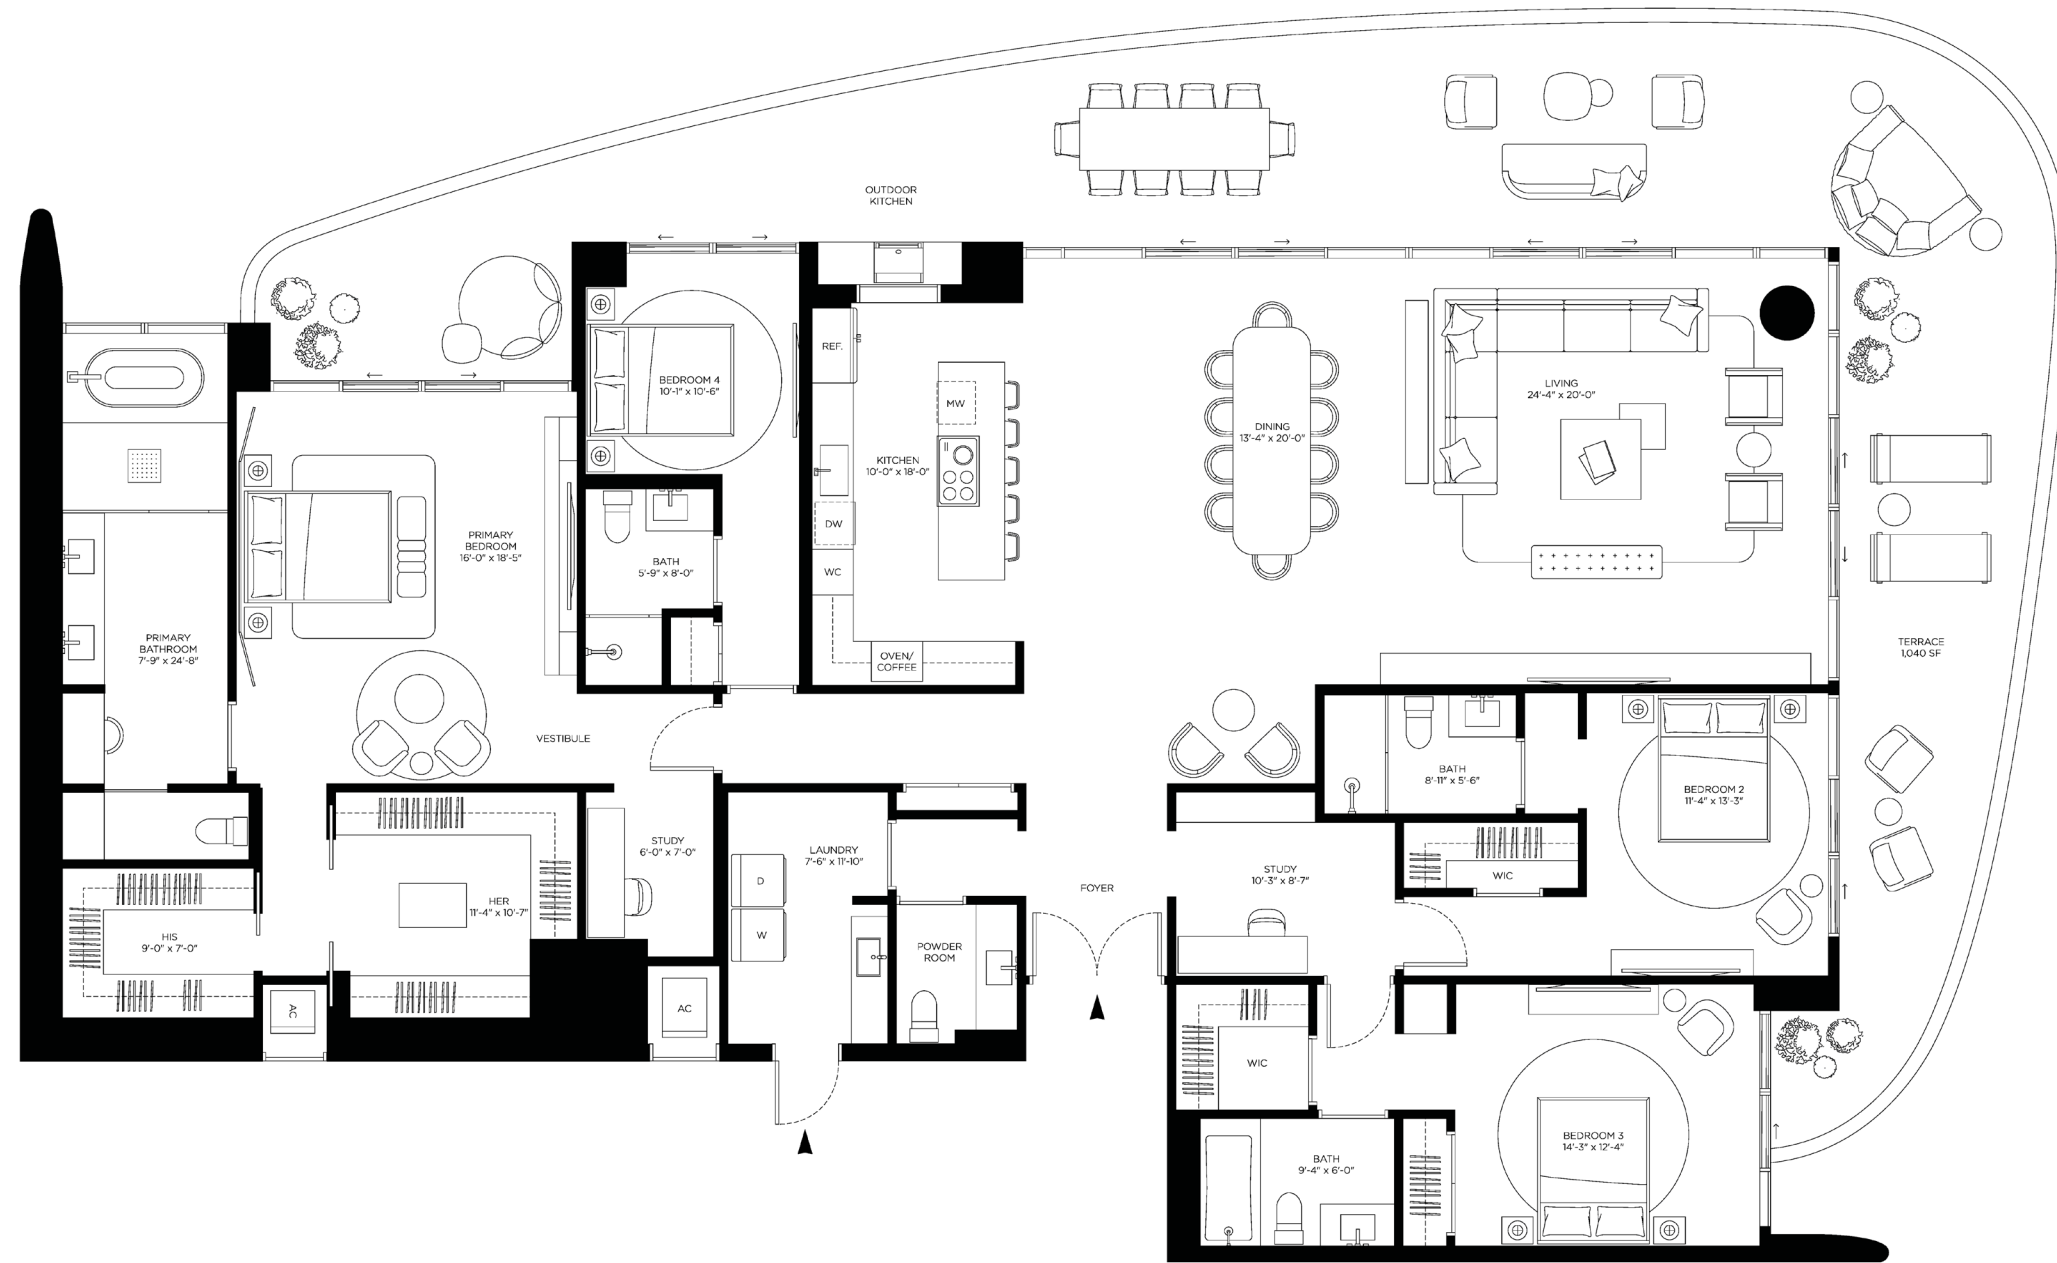 OUTDOOR
KITCHEN
REF.
BEDROOM 4
10'-1" x 10'-6"
MW
LIVING
24'-4" x 20'-0"
DINING
13'-4" x 20'-0"
KITCHEN
10'-0" x 18'-0"
PRIMARY
BEDROOM
16'-0" x 18'-5"
DW
BATH
5'-9" x 8'-0"
WC
PRIMARY
BATHROOM
7'-9" x 24'-8"
OVEN/
COFFEE
TERRACE
1,040 SF
VESTIBULE
BATH
8'-11" x 5'-6"
BEDROOM 2
11'-4" x 13'-3"
STUDY
6'-0" x 7'-0"
LAUNDRY
7'-6" x 11'-10"
D
STUDY
10'-3" x 8'-7"
WIC
FOYER
HER
11'-4" x 10'-7"
HIS
9'-0" x 7'-0"
W
POWDER
ROOM
AC
AC
WIC
BEDROOM 3
14'-3" x 12'-4"
BATH
9'-4" x 6'-0"